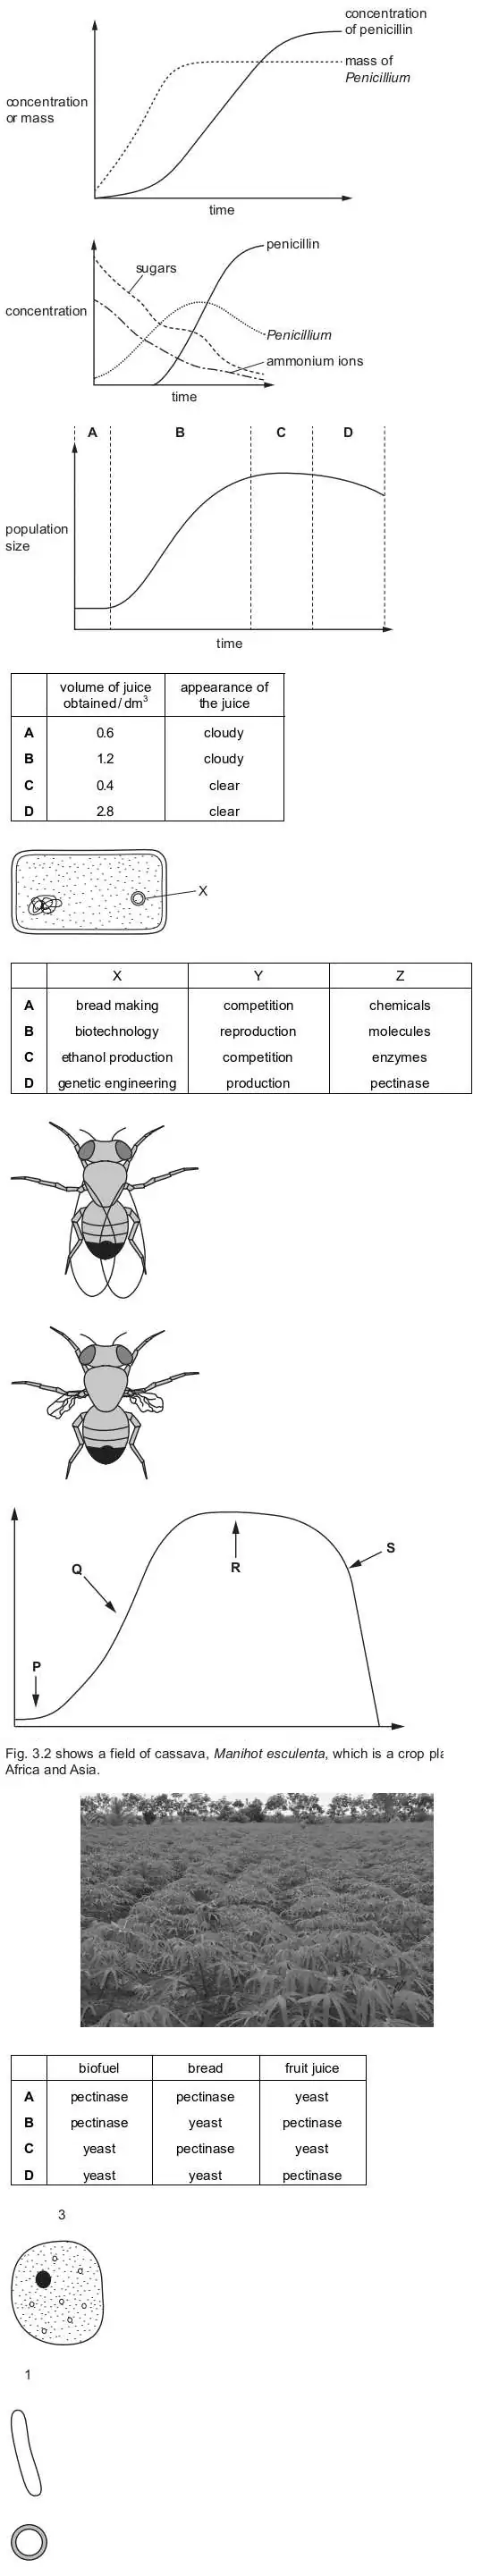 concentration
of penicillin
mass of
Penicillium
concentration
or mass
time
penicillin
sugars
concentration
Penicillium
ammonium ions
time
A B C D
population
size
time
volume of juice obtained / dm3 appearance of the juice
A 0.6 cloudy
B 1.2 cloudy
C 0.4 clear
D 2.8 clear
X
X Y Z
A bread making competition chemicals
B biotechnology reproduction molecules
C ethanol production competition enzymes
D genetic engineering production pectinase
S
R
Q
P
Fig. 3.2 shows a field of cassava, Manihot esculenta, which is a crop
Africa and Asia.
biofuel bread fruit juice
A pectinase pectinase yeast
B pectinase yeast pectinase
C yeast pectinase yeast
D yeast yeast pectinase
3
1